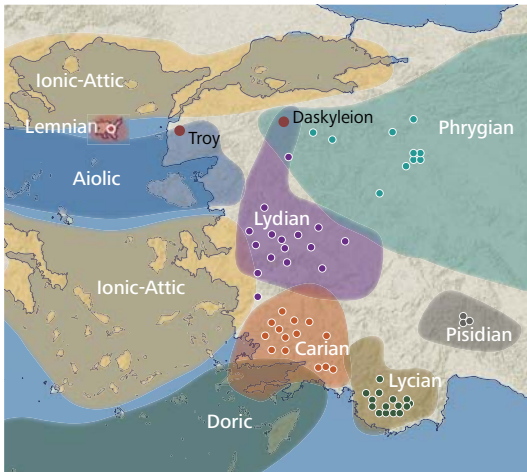 Ionic-Attic
Lemnian
Troy
Daskyleion
Phrygian
Aiolic
Lydian
Ionic-Attic
Pisidian
Carian
Lycian
Doric